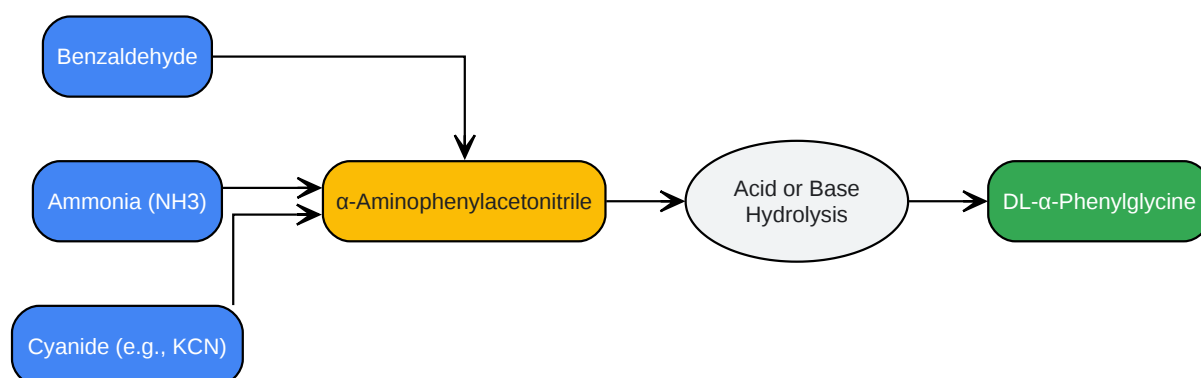 Benzaldehyde
Ammonia (NH3)
α-Aminophenylacetonitrile
Acid or Base
Hydrolysis
DL-α-Phenylglycine
Cyanide (e.g., KCN)